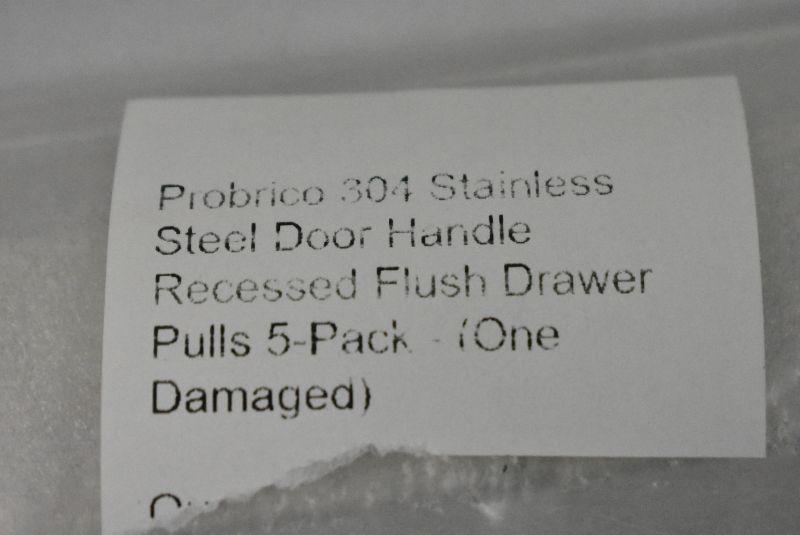 Probrico 304 Stainless
Steel Door Handle
Recessed Flush Drawer
Pulls 5-Pack - (One
Damaged)